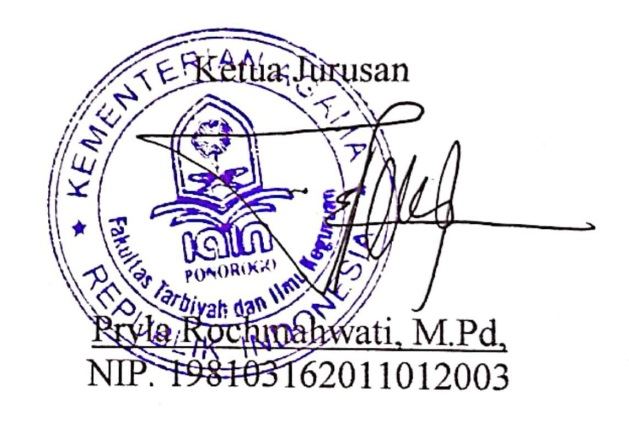 Ketua Jurusan
KEMENTERIAN AGAMA
REPUBLIK INDONESIA
iain
PONOROGO
Fakultas Tarbiyah dan Ilmu Keguruan
Pryla Rochmahwati, M.Pd,
NIP. 198103162011012003